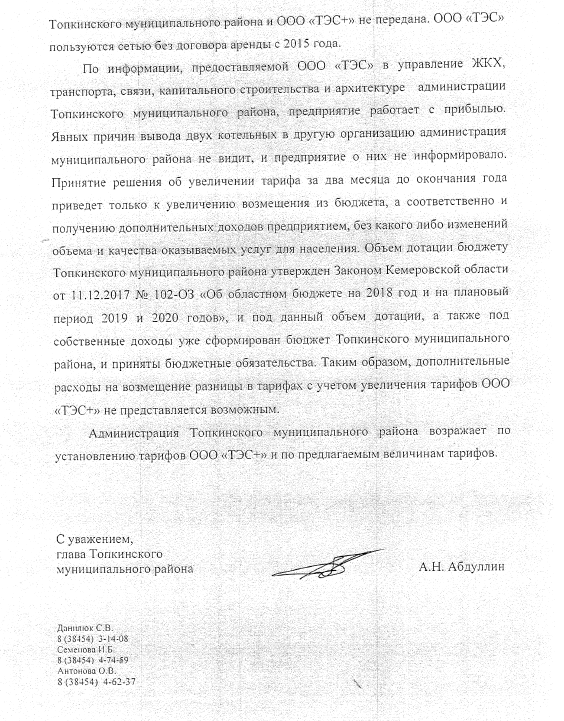 Топкинского муниципального района и ООО «ТЭС+» не передана. ООО «ТЭС»
пользуются сетью без договора аренды с 2015 года.
По информации, предоставляемой ООО «ТЭС» в управление ЖКХ,
транспорта, связи, капитального строительства и архитектуре администрации
Топкинского муниципального района, предприятие работает с прибылью.
Явных причин вывода двух котельных в другую организацию администрация
муниципального района не видит, и предприятие о них не информировало.
Принятие решения об увеличении тарифа за два месяца до окончания года
приведет только к увеличению возмещения из бюджета, а соответственно и
получению дополнительных доходов предприятием, без какого либо изменений
объема и качества оказываемых услуг для населения. Объем дотации бюджету
Топкинского муниципального района утвержден Законом Кемеровской области
от 11.12.2017 № 102-ОЗ «Об областном бюджете на 2018 год и на плановый
период 2019 и 2020 годов», и под данный объем дотации, а также под
собственные доходы уже сформирован бюджет Топкинского муниципального
района, и приняты бюджетные обязательства. Таким образом, дополнительные
расходы на возмещение разницы в тарифах с учетом увеличения тарифов ООО
«ТЭС+» не представляется возможным.
Администрация Топкинского муниципального района возражает по
установлению тарифов ООО «ТЭС+» и по предлагаемым величинам тарифов.
С уважением,
глава Топкинского
муниципального района А.Н. Абдуллин
Данилюк С.В.
8 (38454) 3-14-08
Семенова И.Б.
8 (38454) 4-74-59
Антонова О.В.
8 (38454) 4-62-37